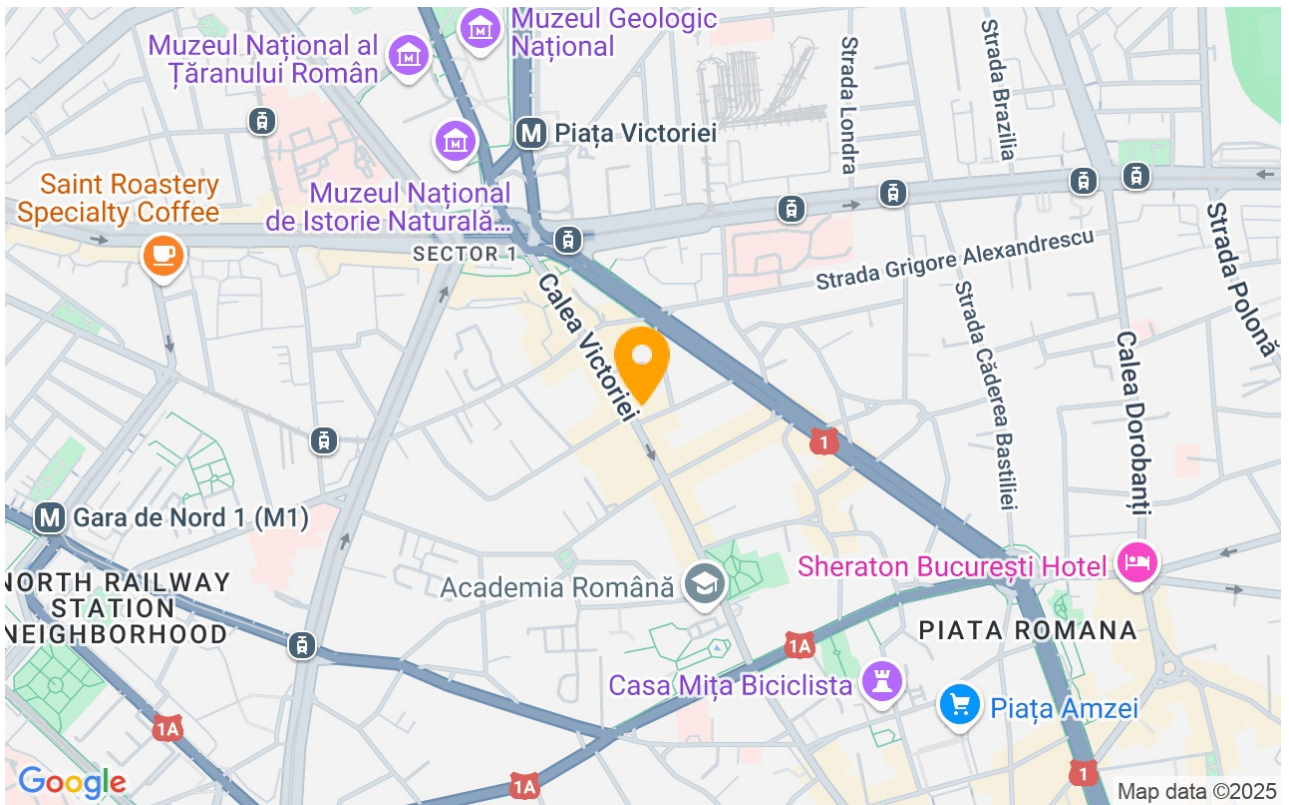 Muzeul Geologic
Național
Muzeul Național al
Țăranului Român
Strada Londra
Strada Brazilia
M Piața Victoriei
Saint Roastery
Specialty Coffee
Muzeul Național
de Istorie Naturală...
SECTOR 1
Strada Grigore Alexandrescu
Strada Polonă
Calea Victoriei
Strada Căderea Bastiliei
Calea Dorobanți
1
M Gara de Nord 1 (M1)
Sheraton București Hotel
Academia Română
NORTH RAILWAY
STATION
NEIGHBORHOOD
PIATA ROMANA
1A
Casa Mița Biciclista
Piața Amzei
1A
1A
1
Google
Map data ©2025